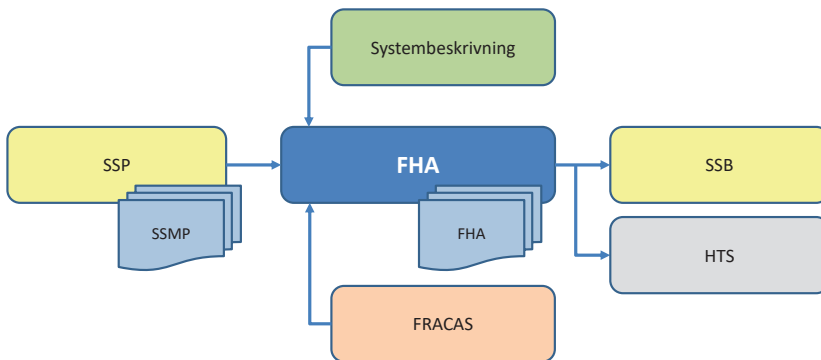 Systembeskrivning
SSP
FHA
SSB
SSMP
FHA
HTS
FRACAS